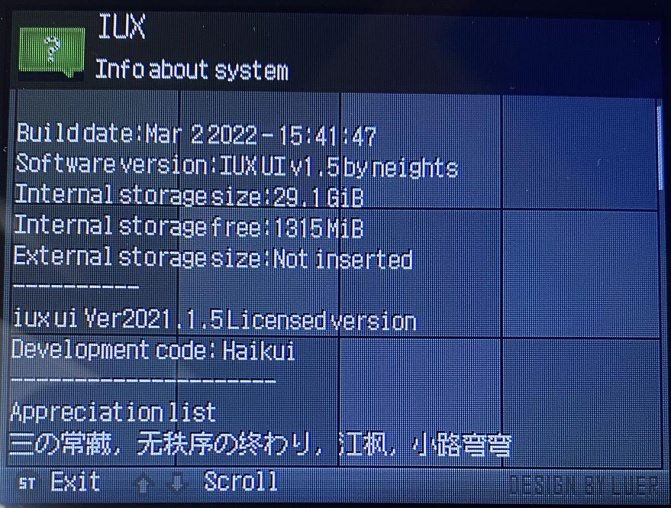 IUX
Info about system
Build date:Mar 2 2022 - 15:41:47
Software version:IUX UI v1.5 by neights
Internal storage size:29.1 GiB
Internal storage free:1315 MiB
External storage size:Not inserted
----------
iux ui Ver2021.1.5 Licensed version
Development code: Haikui
---------------------
Appreciation list
三の常蕺, 无秩序の终わり, 江枫, 小路弯弯
ST Exit ↑ ↓ Scroll
DESIGN BY LUER